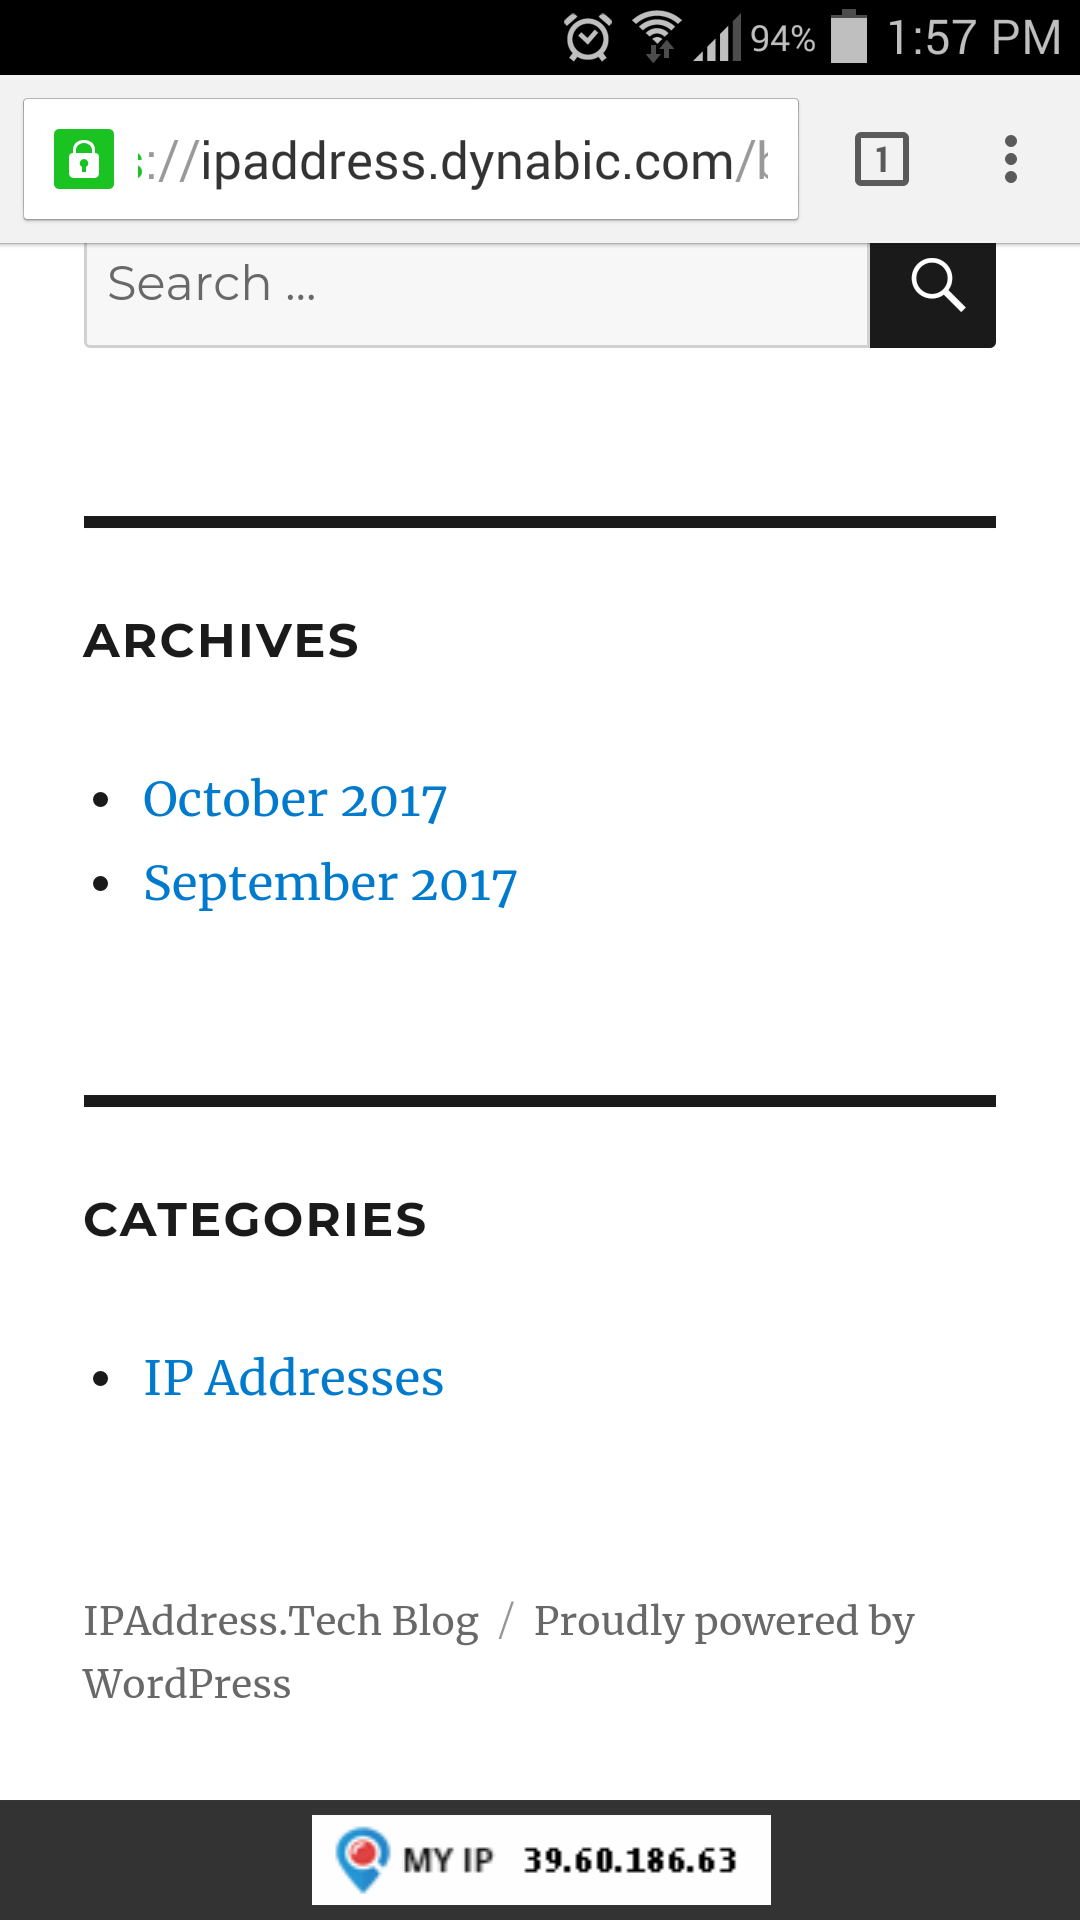 94% 1:57 PM
://ipaddress.dynabic.com/
1
Search ...
ARCHIVES
• October 2017
• September 2017
CATEGORIES
• IP Addresses
IPAddress.Tech Blog / Proudly powered by
WordPress
MY IP 39.60.186.63